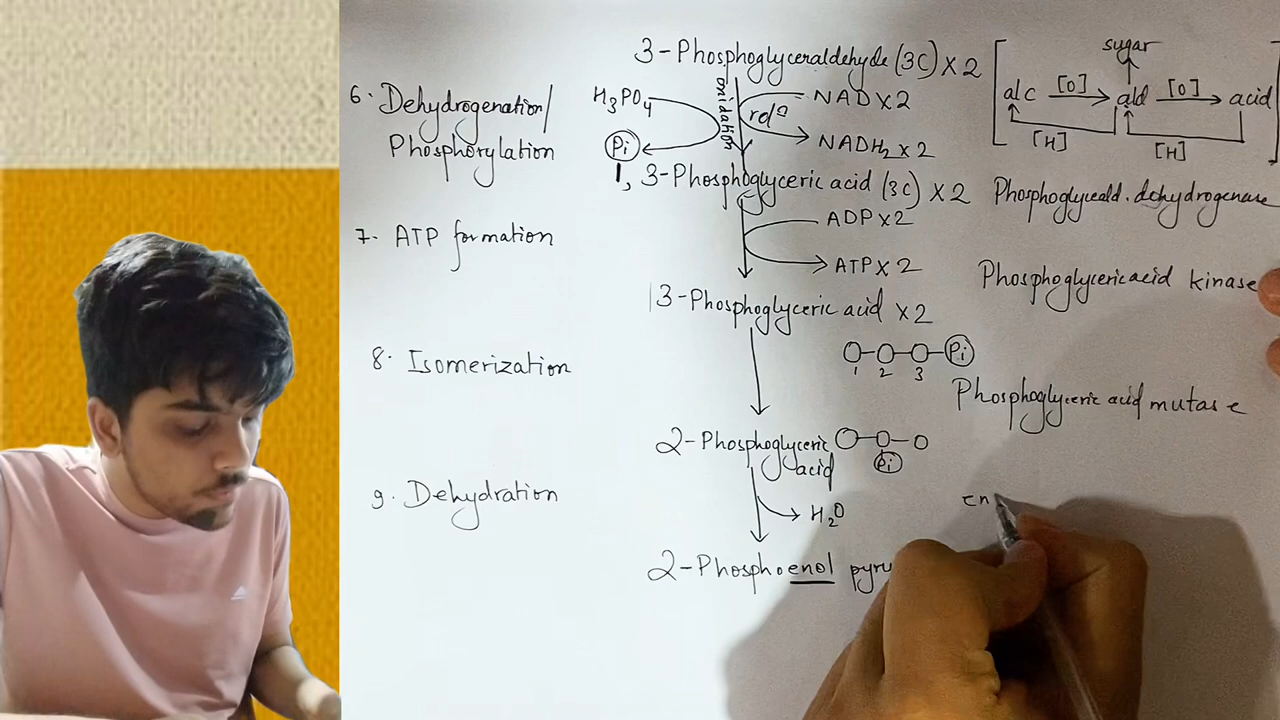 3-Phosphoglyceraldehyde (3C) X 2
sugar
6. Dehydrogenation/
Phosphorylation
H3PO4
Pi
oxidation
redn
NAD X 2
NADH2 X 2
alc [O] ald [O] acid
[H] [H]
1, 3-Phosphoglyceric acid (3C) X 2
Phosphoglyceald. dehydrogenase
7. ATP formation
ADP X 2
ATP X 2
Phosphoglyceric acid kinase
3-Phosphoglyceric acid X 2
Pi
1 2 3
8. Isomerization
Phosphoglyceric acid mutase
2-Phosphoglyceric
acid
Pi
9. Dehydration
H2O
En
2-Phosphoenol pyru